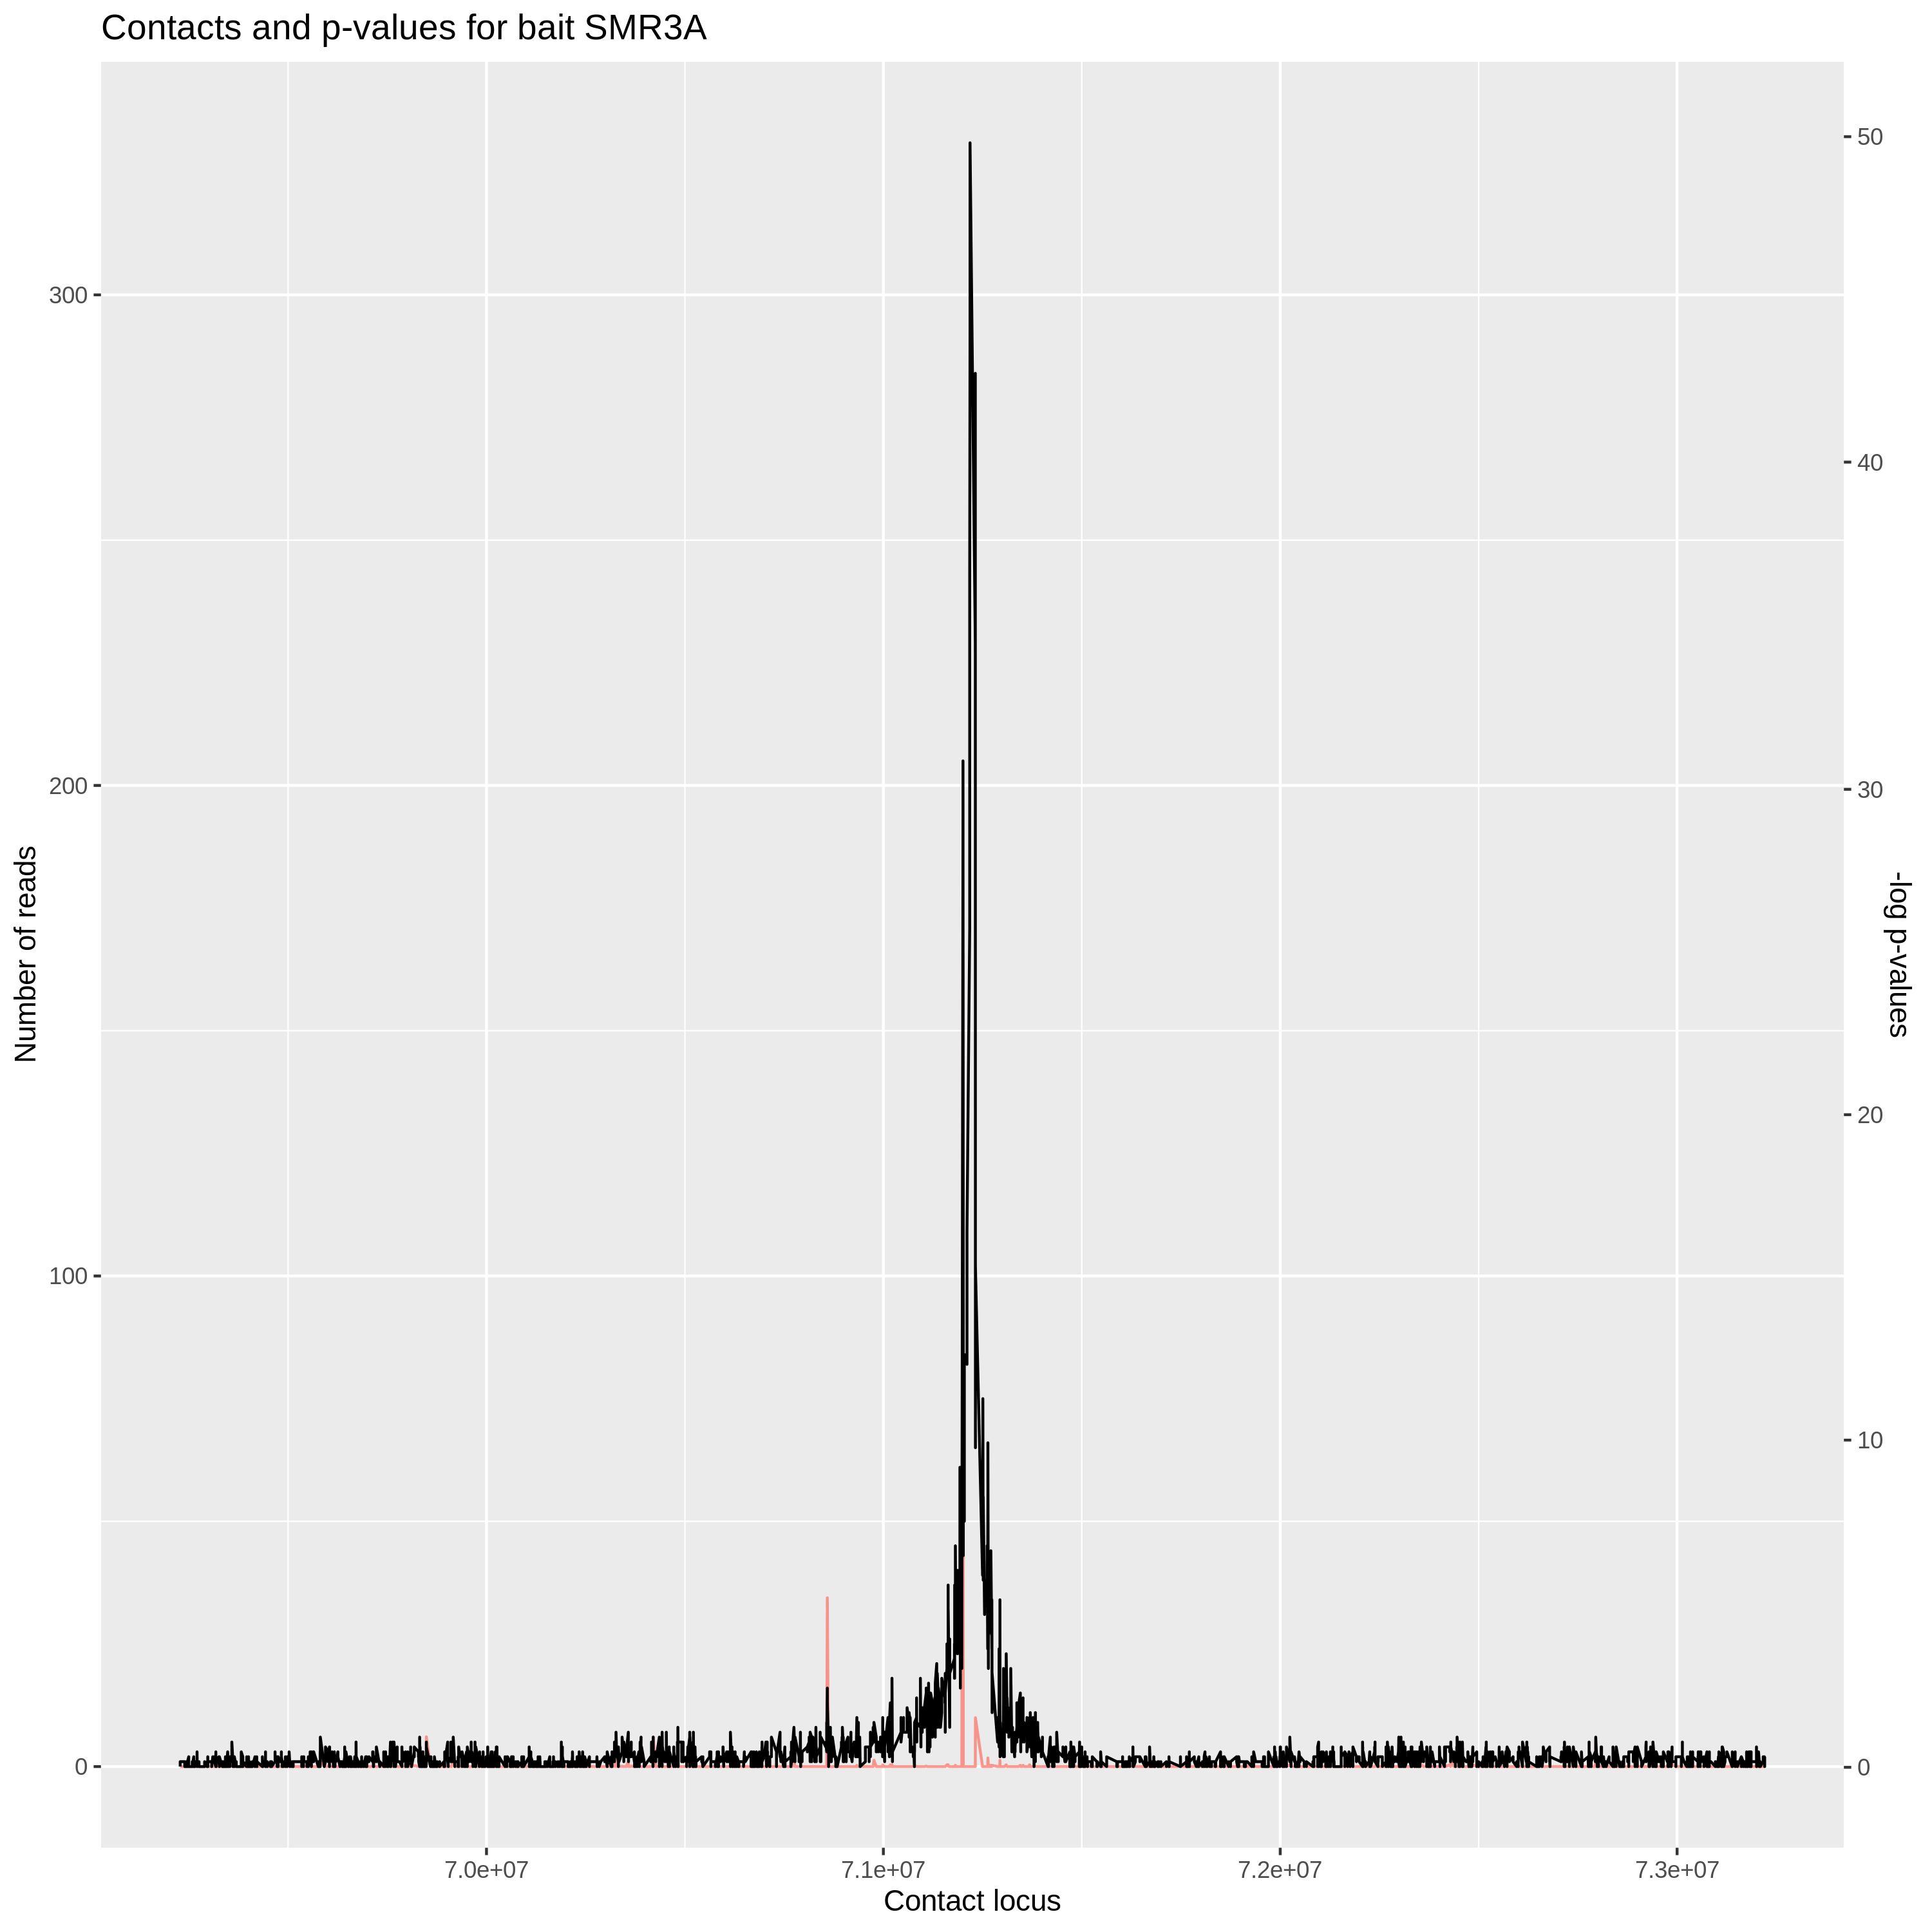 Contacts and p-values for bait SMR3A
300
200
100
0
Number of reads
50
40
30
20
10
0
-log p-values
7.0e+07 7.1e+07 7.2e+07 7.3e+07
Contact locus